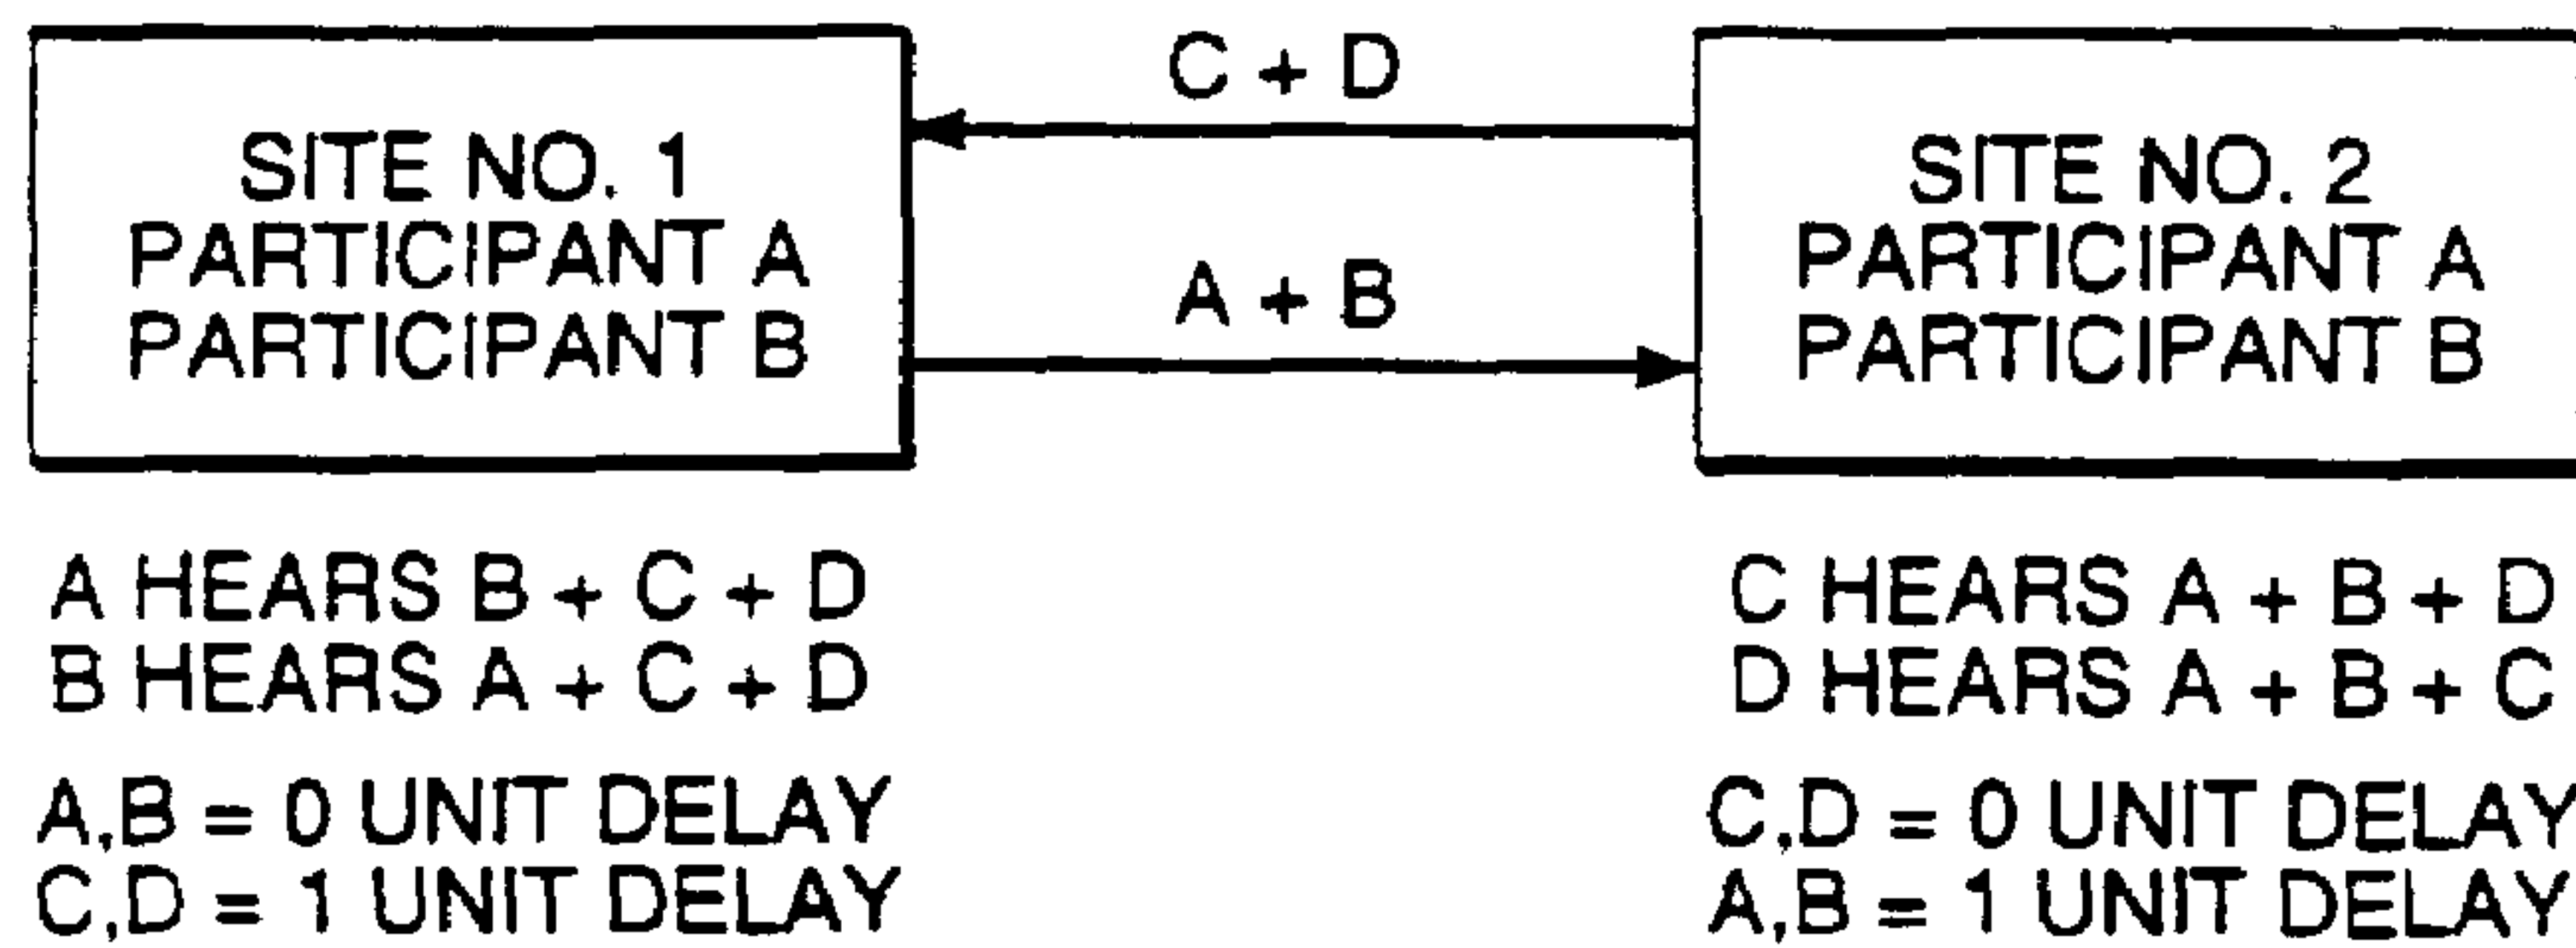 C + D
SITE NO. 1
PARTICIPANT A
PARTICIPANT B
A + B
SITE NO. 2
PARTICIPANT A
PARTICIPANT B
A HEARS B + C + D
B HEARS A + C + D
A,B = 0 UNIT DELAY
C,D = 1 UNIT DELAY
C HEARS A + B + D
D HEARS A + B + C
C,D = 0 UNIT DELAY
A,B = 1 UNIT DELAY